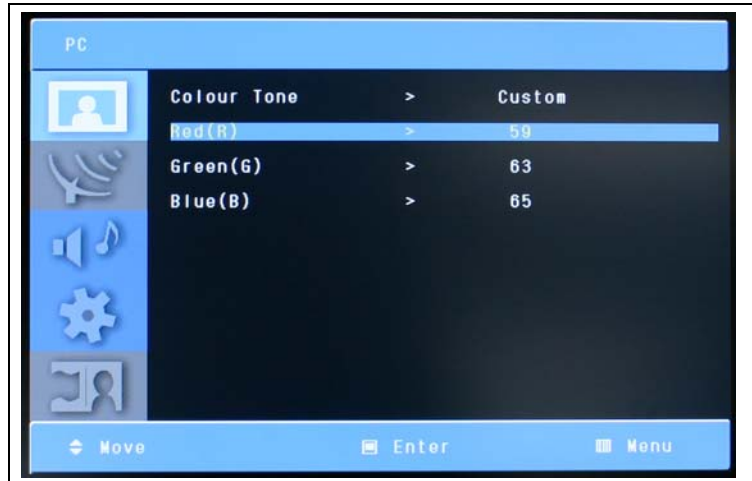 PC
Colour Tone > Custom
Red(R) > 59
Green(G) > 63
Blue(B) > 65
Move Enter Menu